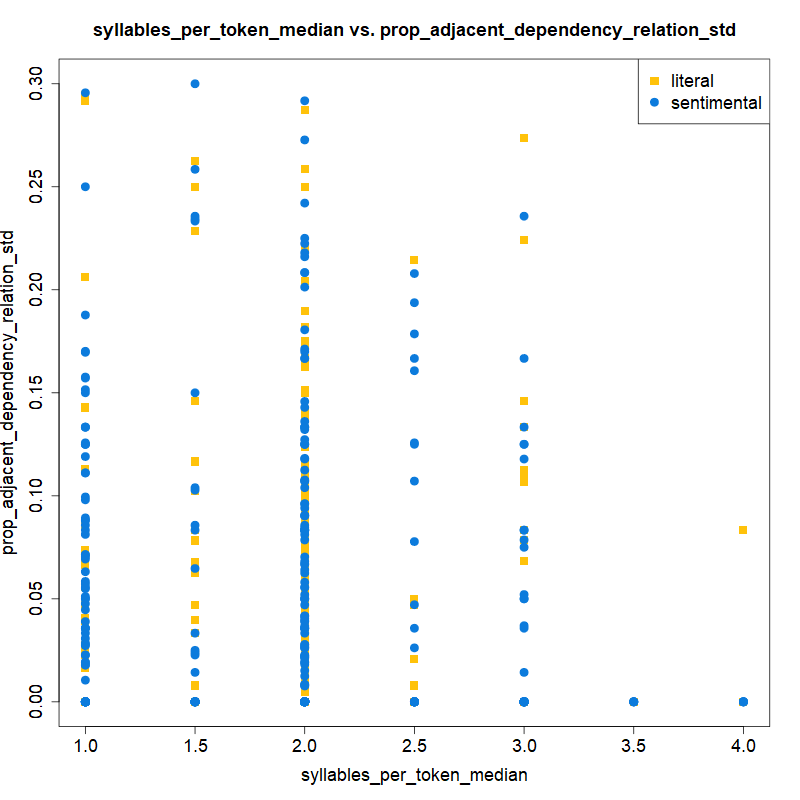 syllables_per_token_median vs. prop_adjacent_dependency_relation_std
literal
sentimental
prop_adjacent_dependency_relation_std
0.30
0.25
0.20
0.15
0.10
0.05
0.00
1.0 1.5 2.0 2.5 3.0 3.5 4.0
syllables_per_token_median